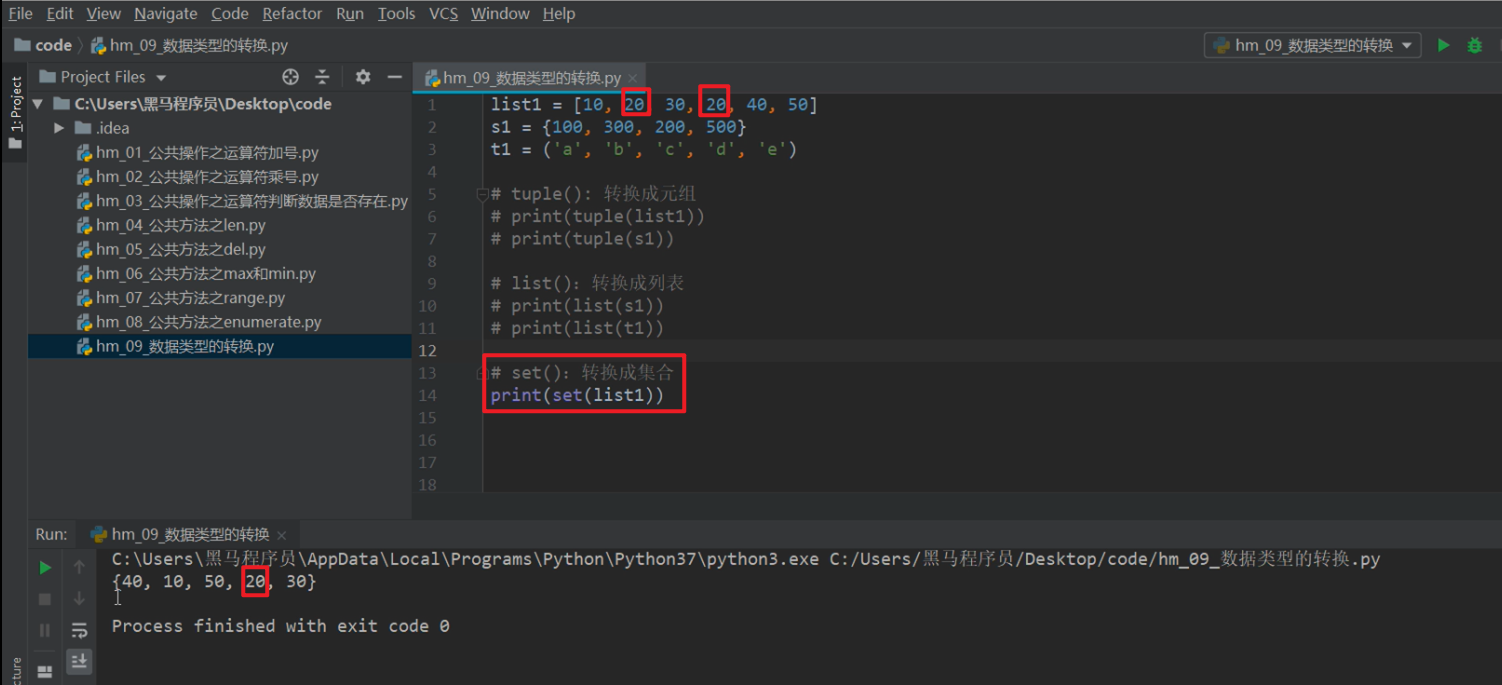 File Edit View Navigate Code Refactor Run Tools VCS Window Help
code hm_09_数据类型的转换.py
hm_09_数据类型的转换
1: Project
Project Files
C:\Users\黑马程序员\Desktop\code
.idea
hm_01_公共操作之运算符加号.py
hm_02_公共操作之运算符乘号.py
hm_03_公共操作之运算符判断数据是否存在.py
hm_04_公共方法之len.py
hm_05_公共方法之del.py
hm_06_公共方法之max和min.py
hm_07_公共方法之range.py
hm_08_公共方法之enumerate.py
hm_09_数据类型的转换.py
hm_09_数据类型的转换.py
1 list1 = [10, 20 30, 20, 40, 50]
2 s1 = {100, 300, 200, 500}
3 t1 = ('a', 'b', 'c', 'd', 'e')
4
5 # tuple(): 转换成元组
6 # print(tuple(list1))
7 # print(tuple(s1))
8
9 # list(): 转换成列表
10 # print(list(s1))
11 # print(list(t1))
12
13 # set(): 转换成集合
14 print(set(list1))
15
16
17
18
Run: hm_09_数据类型的转换
C:\Users\黑马程序员\AppData\Local\Programs\Python\Python37\python3.exe C:/Users/黑马程序员/Desktop/code/hm_09_数据类型的转换.py
{40, 10, 50, 20, 30}
Process finished with exit code 0